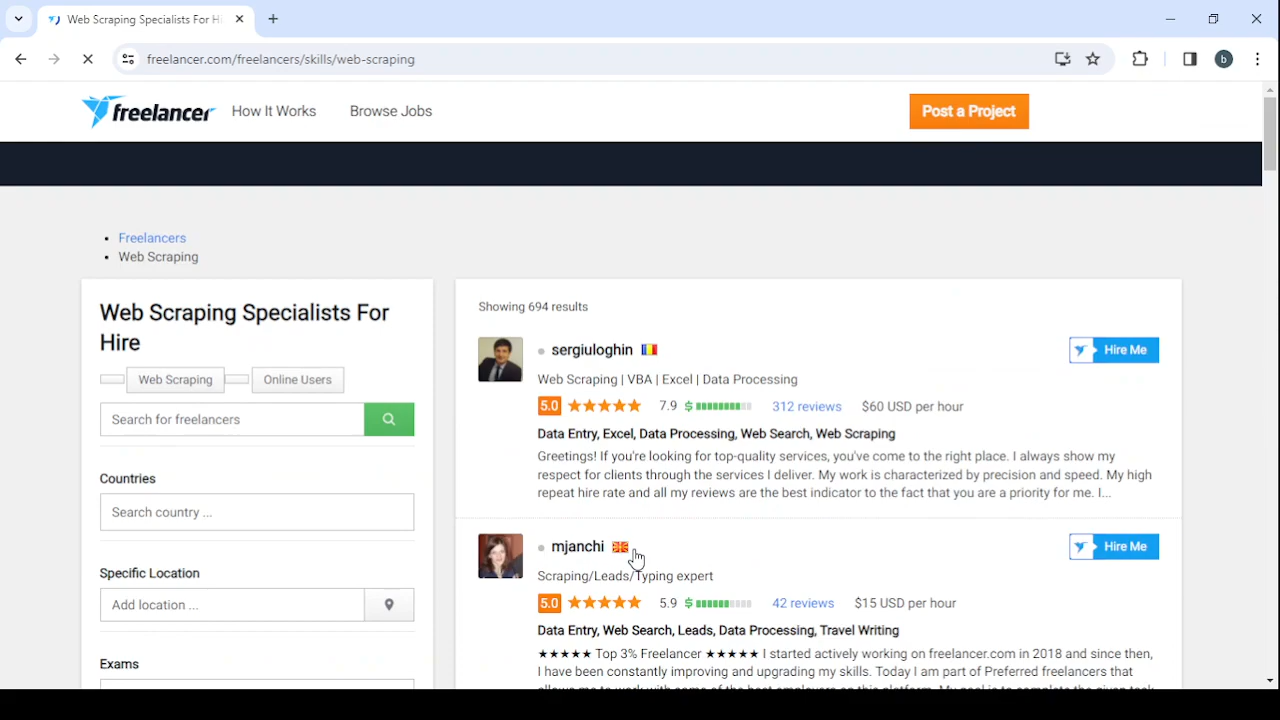 Web Scraping Specialists For Hi
freelancer.com/freelancers/skills/web-scraping
b
freelancer
How It Works
Browse Jobs
Post a Project
Freelancers
Web Scraping
Web Scraping Specialists For
Hire
Web Scraping
Online Users
Search for freelancers
Countries
Search country ...
Specific Location
Add location ...
Exams
Showing 694 results
sergiuloghin
Hire Me
Web Scraping | VBA | Excel | Data Processing
5.0 ★★★★★ 7.9 $ 312 reviews $60 USD per hour
Data Entry, Excel, Data Processing, Web Search, Web Scraping
Greetings! If you're looking for top-quality services, you've come to the right place. I always show my
respect for clients through the services I deliver. My work is characterized by precision and speed. My high
repeat hire rate and all my reviews are the best indicator to the fact that you are a priority for me. I...
mjanchi
Hire Me
Scraping/Leads/Typing expert
5.0 ★★★★★ 5.9 $ 42 reviews $15 USD per hour
Data Entry, Web Search, Leads, Data Processing, Travel Writing
★★★★★ Top 3% Freelancer ★★★★★ I started actively working on freelancer.com in 2018 and since then,
I have been constantly improving and upgrading my skills. Today I am part of Preferred freelancers that